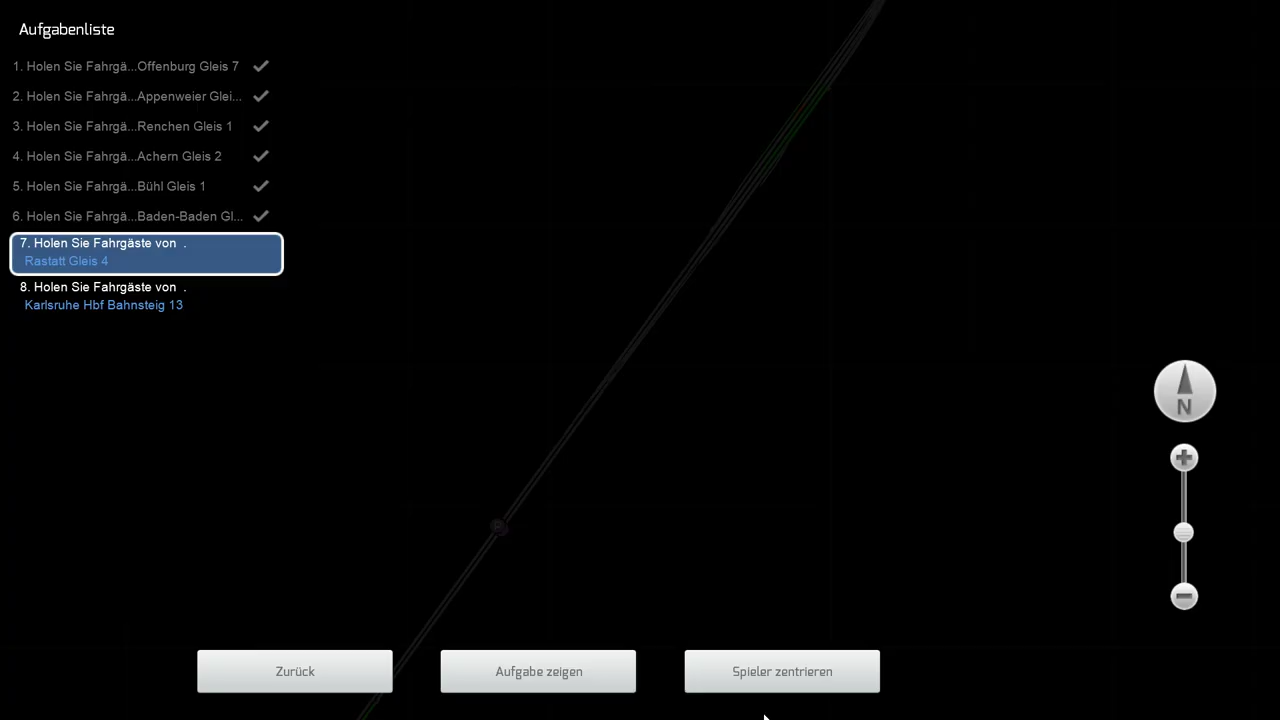 Aufgabenliste
1. Holen Sie Fahrgä...Offenburg Gleis 7
2. Holen Sie Fahrgä...Appenweier Glei...
3. Holen Sie Fahrgä...Renchen Gleis 1
4. Holen Sie Fahrgä...Achern Gleis 2
5. Holen Sie Fahrgä...Bühl Gleis 1
6. Holen Sie Fahrgä...Baden-Baden Gl...
7. Holen Sie Fahrgäste von .
Rastatt Gleis 4
8. Holen Sie Fahrgäste von .
Karlsruhe Hbf Bahnsteig 13
N
Zurück
Aufgabe zeigen
Spieler zentrieren